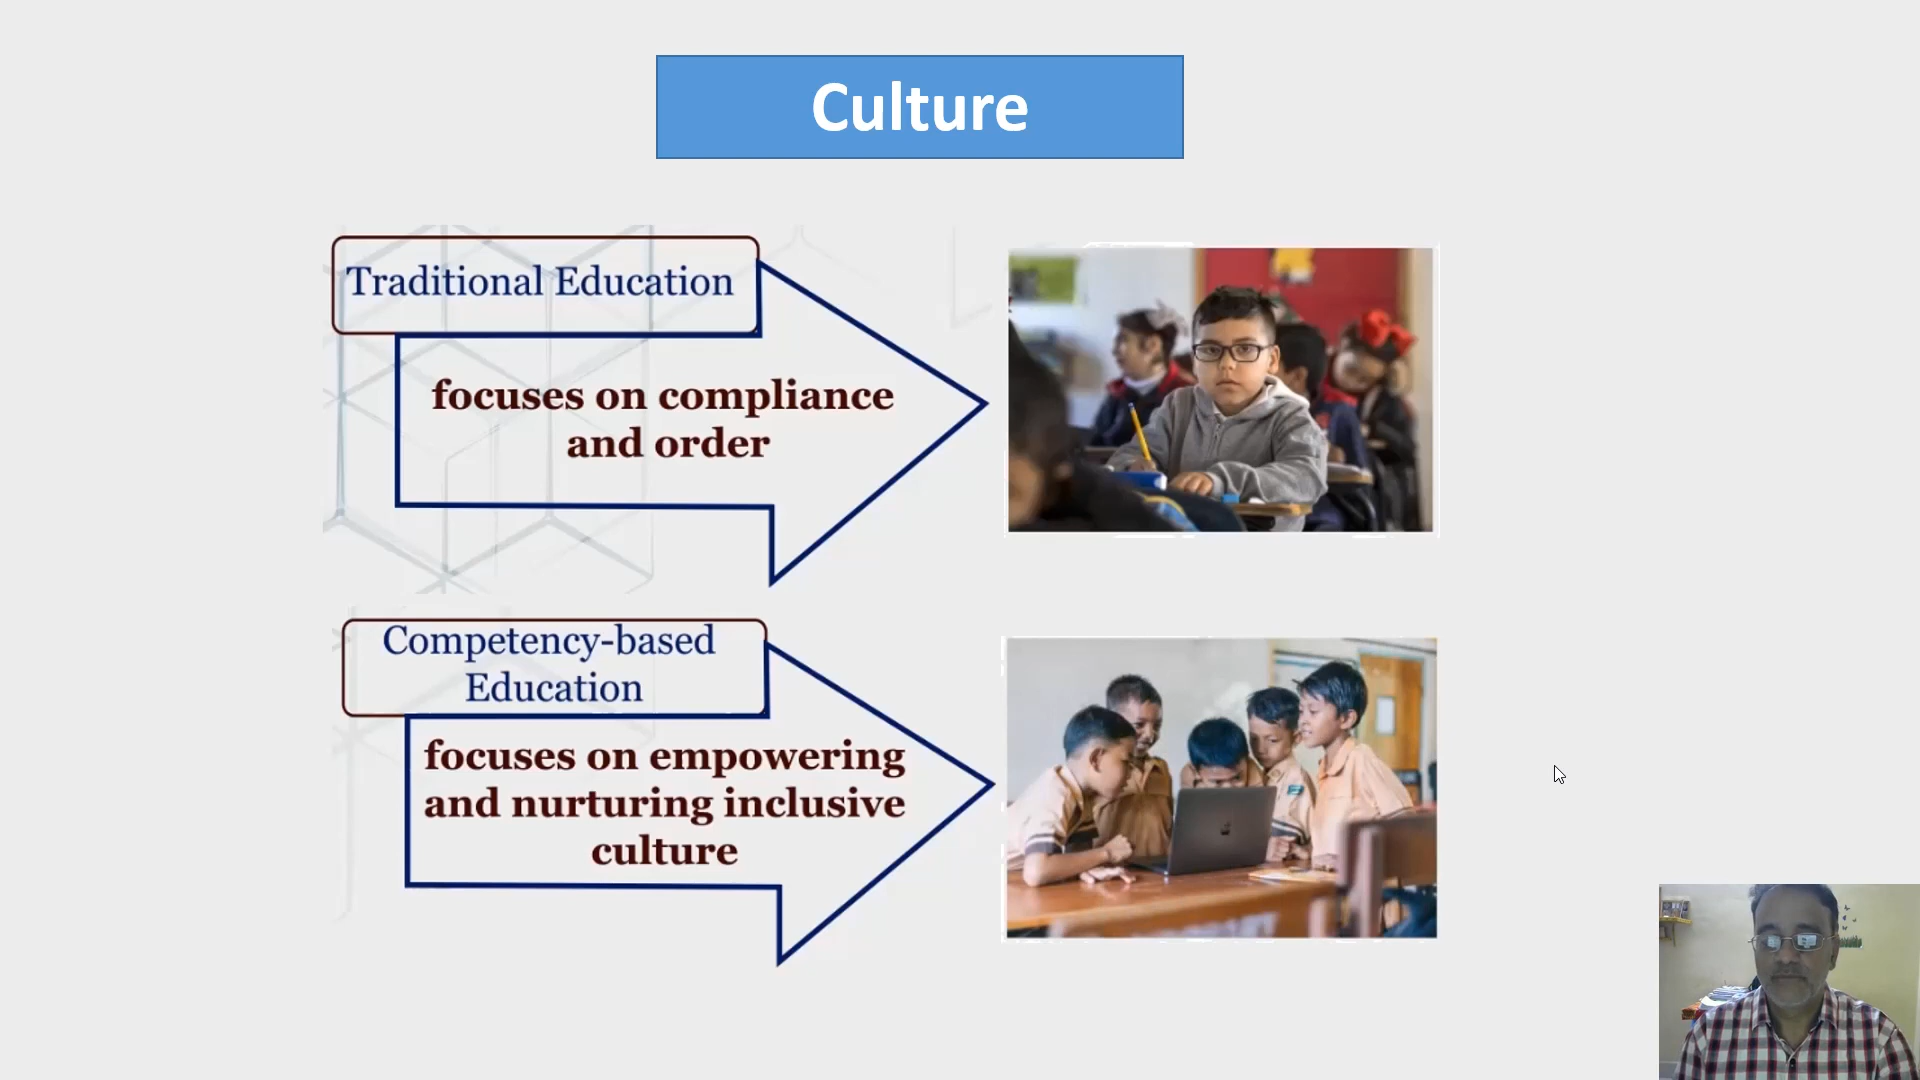 Culture
Traditional Education
focuses on compliance
and order
Competency-based
Education
focuses on empowering
and nurturing inclusive
culture